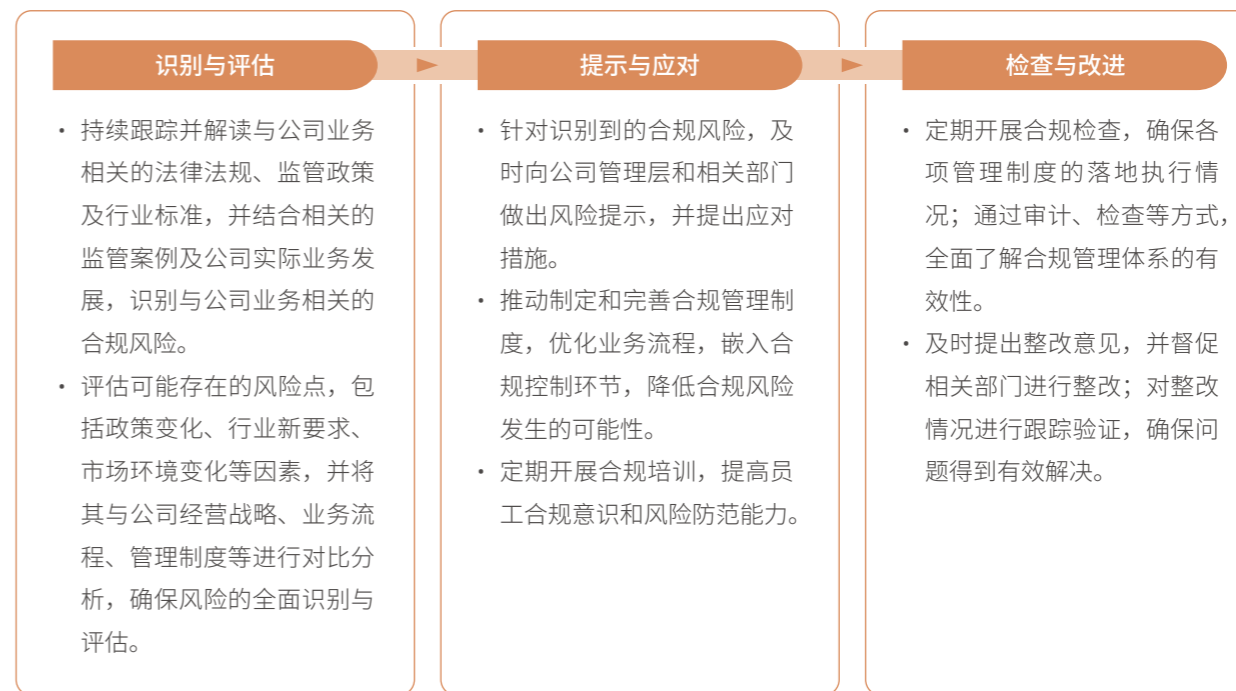 识别与评估
• 持续跟踪并解读与公司业务
相关的法律法规、监管政策
及行业标准，并结合相关的
监管案例及公司实际业务发
展，识别与公司业务相关的
合规风险。
• 评估可能存在的风险点，包
括政策变化、行业新要求、
市场环境变化等因素，并将
其与公司经营战略、业务流
程、管理制度等进行对比分
析，确保风险的全面识别与
评估。
提示与应对
• 针对识别到的合规风险，及
时向公司管理层和相关部门
做出风险提示，并提出应对
措施。
• 推动制定和完善合规管理制
度，优化业务流程，嵌入合
规控制环节，降低合规风险
发生的可能性。
• 定期开展合规培训，提高员
工合规意识和风险防范能力。
检查与改进
• 定期开展合规检查，确保各
项管理制度的落地执行情
况；通过审计、检查等方式，
全面了解合规管理体系的有
效性。
• 及时提出整改意见，并督促
相关部门进行整改；对整改
情况进行跟踪验证，确保问
题得到有效解决。